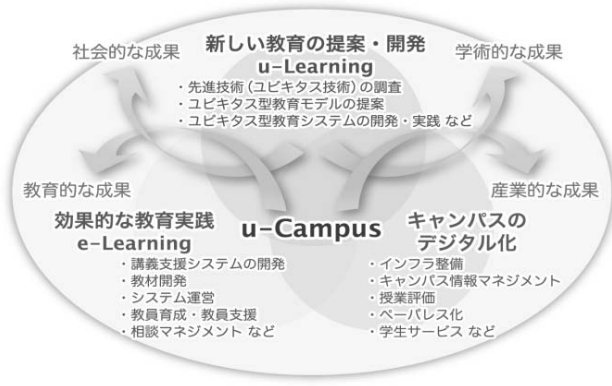 社会的な成果
新しい教育の提案・開発
学術的な成果
u-Learning
・先進技術(ユビキタス技術)の調査
・ユビキタス型教育モデルの提案
・ユビキタス型教育システムの開発・実践 など
教育的な成果
産業的な成果
効果的な教育実践
e-Learning
u-Campus
キャンパスの
デジタル化
・講義支援システムの開発
・教材開発
・システム運営
・教員育成・教員支援
・相談マネジメント など
・インフラ整備
・キャンパス情報マネジメント
・授業評価
・ペーパレス化
・学生サービス など